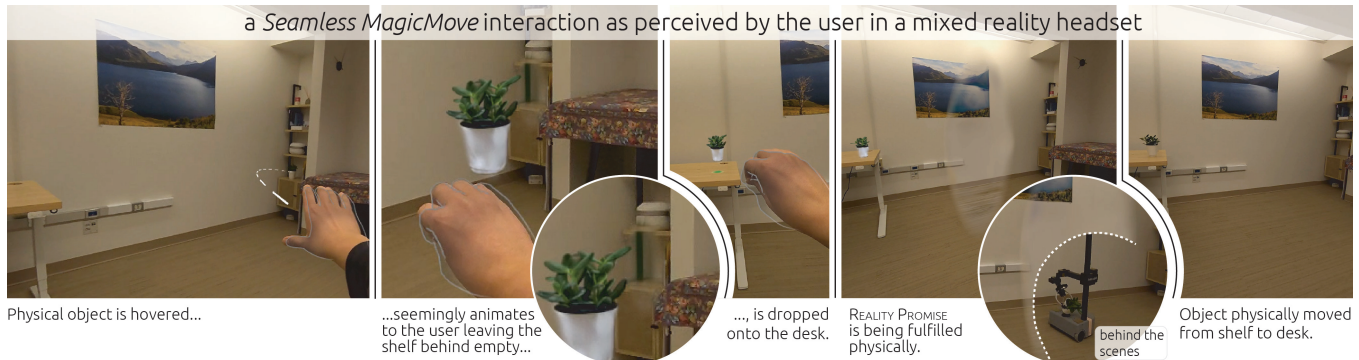 a Seamless MagicMove interaction as perceived by the user in a mixed reality headset
Physical object is hovered...
...seemingly animates
to the user leaving the
shelf behind empty...
..., is dropped
onto the desk.
REALITY PROMISE
is being fulfilled
physically.
behind the
scenes
Object physically moved
from shelf to desk.